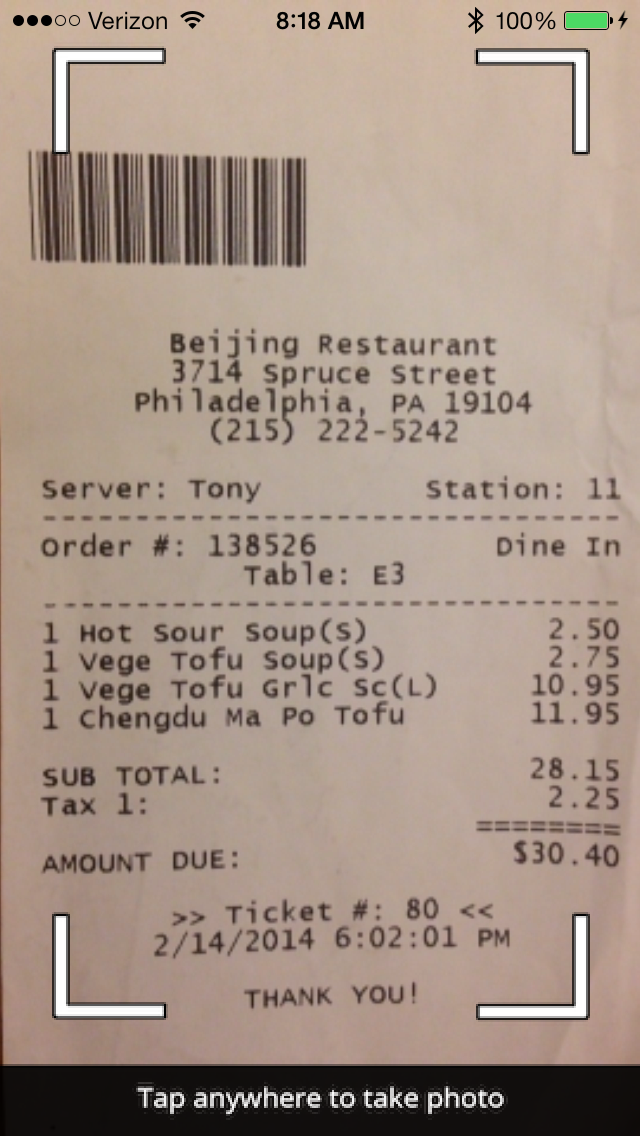 Verizon 8:18 AM 100%
Beijing Restaurant
3714 Spruce Street
Philadelphia, PA 19104
(215) 222-5242
Server: Tony Station: 11
Order #: 138526 Dine In
Table: E3
1 Hot Sour Soup(S) 2.50
1 Vege Tofu Soup(S) 2.75
1 Vege Tofu Grlc Sc(L) 10.95
1 Chengdu Ma Po Tofu 11.95
SUB TOTAL: 28.15
Tax 1: 2.25
========
AMOUNT DUE: $30.40
>> Ticket #: 80 <<
2/14/2014 6:02:01 PM
THANK YOU!
Tap anywhere to take photo